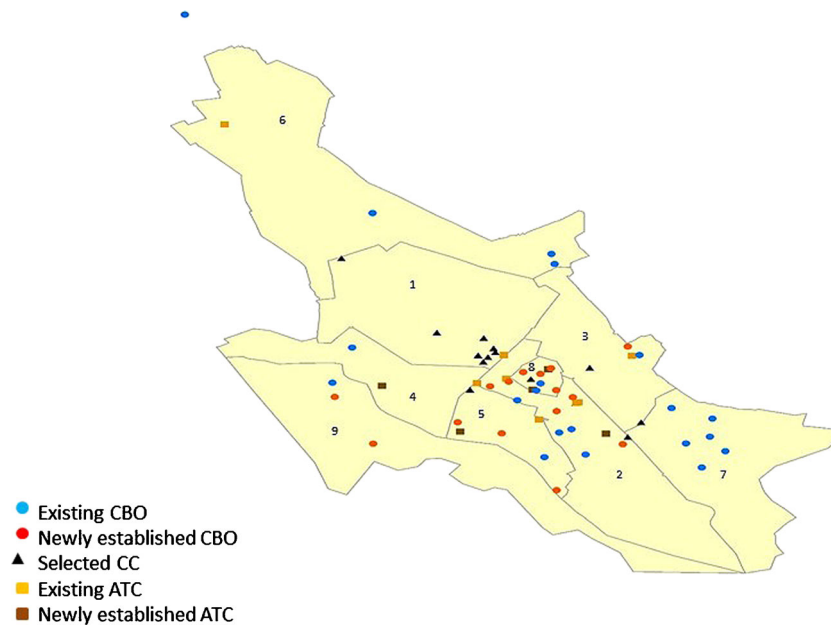 6
1
3
8
4
5
9
2
7
Existing CBO
Newly established CBO
Selected CC
Existing ATC
Newly established ATC